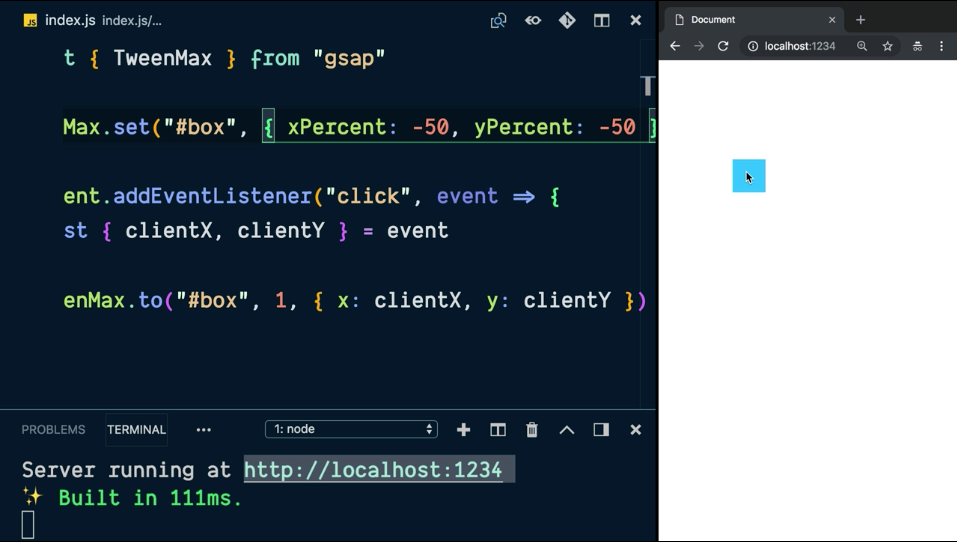 JS index.js index.js/...
t { TweenMax } from "gsap"
Max.set("#box", { xPercent: -50, yPercent: -50 }
ent.addEventListener("click", event ⇒ {
st { clientX, clientY } = event
enMax.to("#box", 1, { x: clientX, y: clientY })
PROBLEMS TERMINAL ... 1: node
Server running at http://localhost:1234
✨ Built in 111ms.
Document
localhost:1234